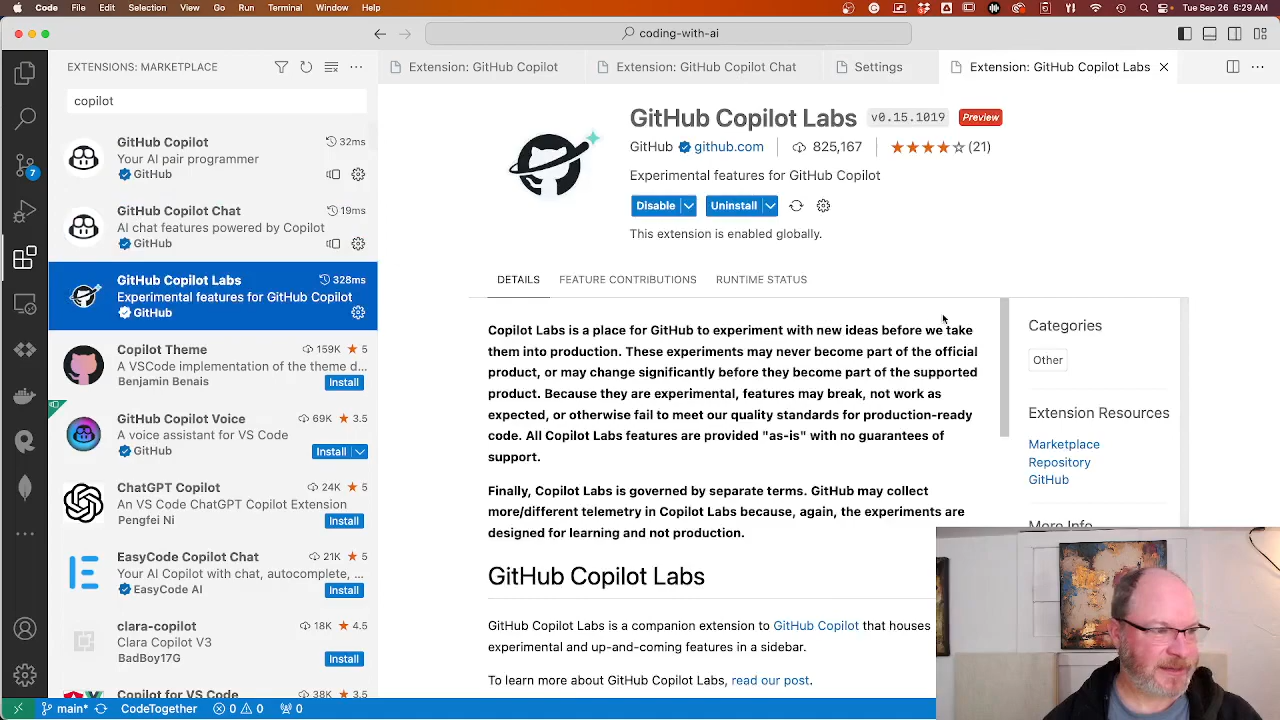 Code File Edit Selection View Go Run Terminal Window Help
Tue Sep 26 6:29 AM
coding-with-ai
EXTENSIONS: MARKETPLACE
Extension: GitHub Copilot
Extension: GitHub Copilot Chat
Settings
Extension: GitHub Copilot Labs
copilot
GitHub Copilot 32ms
Your AI pair programmer
GitHub
GitHub Copilot Chat 19ms
AI chat features powered by Copilot
GitHub
GitHub Copilot Labs 328ms
Experimental features for GitHub Copilot
GitHub
Copilot Theme 159K 5
A VSCode implementation of the theme d...
Benjamin Benais Install
GitHub Copilot Voice 69K 3.5
A voice assistant for VS Code
GitHub Install
ChatGPT Copilot 24K 5
An VS Code ChatGPT Copilot Extension
Pengfei Ni Install
EasyCode Copilot Chat 21K 5
Your AI Copilot with chat, autocomplete, ...
EasyCode AI Install
clara-copilot 18K 4.5
Clara Copilot V3
BadBoy17G Install
Copilot for VS Code 38K 3.5
7
GitHub Copilot Labs v0.15.1019 Preview
GitHub github.com 825,167 (21)
Experimental features for GitHub Copilot
Disable Uninstall
This extension is enabled globally.
DETAILS FEATURE CONTRIBUTIONS RUNTIME STATUS
Copilot Labs is a place for GitHub to experiment with new ideas before we take
them into production. These experiments may never become part of the official
product, or may change significantly before they become part of the supported
product. Because they are experimental, features may break, not work as
expected, or otherwise fail to meet our quality standards for production-ready
code. All Copilot Labs features are provided "as-is" with no guarantees of
support.
Finally, Copilot Labs is governed by separate terms. GitHub may collect
more/different telemetry in Copilot Labs because, again, the experiments are
designed for learning and not production.
GitHub Copilot Labs
GitHub Copilot Labs is a companion extension to GitHub Copilot that houses
experimental and up-and-coming features in a sidebar.
To learn more about GitHub Copilot Labs, read our post.
Categories
Other
Extension Resources
Marketplace
Repository
GitHub
More Info
main* CodeTogether 0 0 0